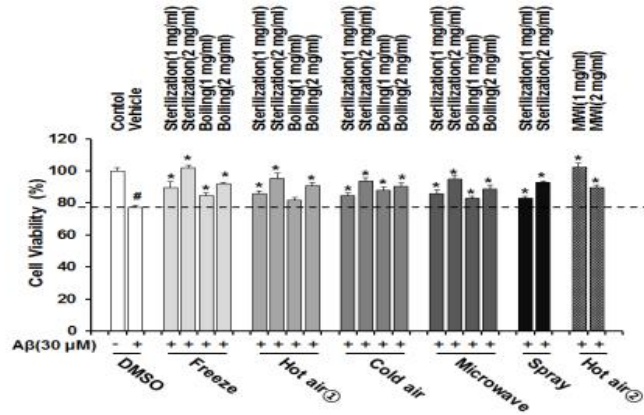 Contol
Vehicle
Sterilization(1 mg/ml)
Sterilization(2 mg/ml)
Boiling(1 mg/ml)
Boiling(2 mg/ml)
Sterilization(1 mg/ml)
Sterilization(2 mg/ml)
Boiling(1 mg/ml)
Boiling(2 mg/ml)
Sterilization(1 mg/ml)
Sterilization(2 mg/ml)
Boiling(1 mg/ml)
Boiling(2 mg/ml)
Sterilization(1 mg/ml)
Sterilization(2 mg/ml)
Boiling(1 mg/ml)
Boiling(2 mg/ml)
Sterilization(1 mg/ml)
Sterilization(2 mg/ml)
MWI(1 mg/ml)
MWI(2 mg/ml)
Cell Viability (%)
120
100
80
60
40
20
0
# * * * * * * * * * * * * * * * * * * *
Aβ(30 μM) - + + + + + + + + + + + + + + + + + + + + +
DMSO
Freeze
Hot air①
Cold air
Microwave
Spray
Hot air②